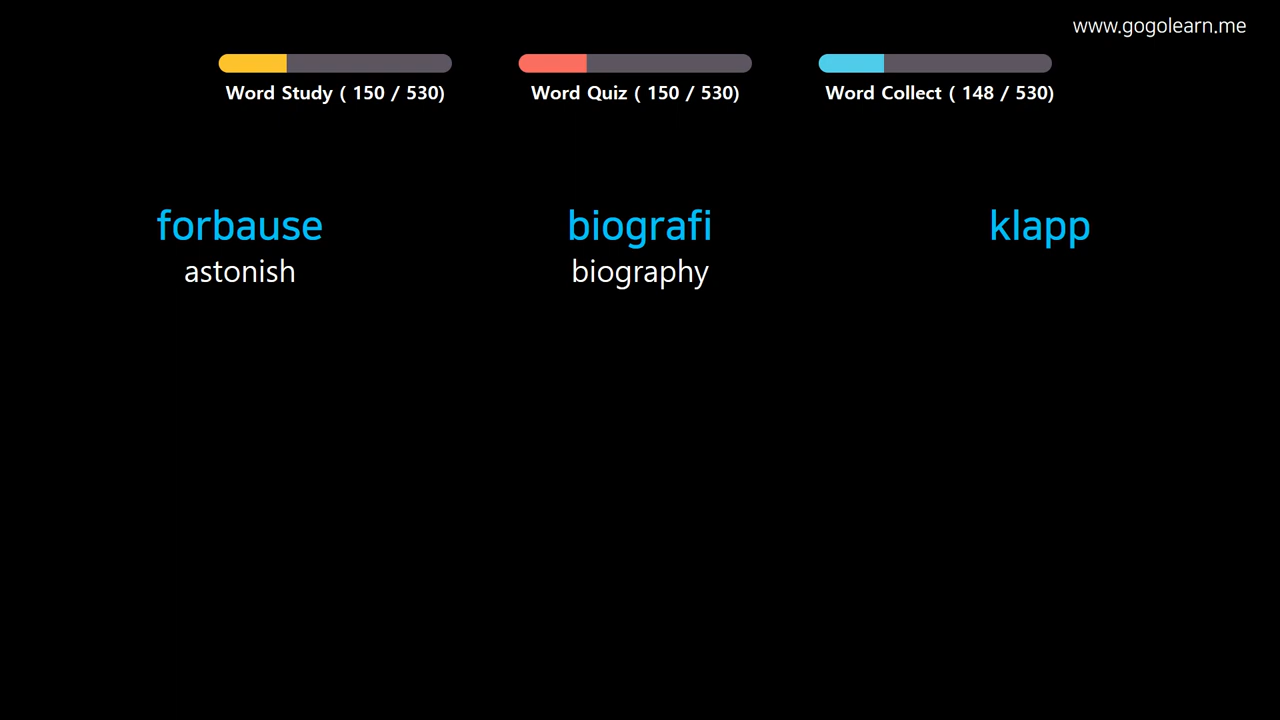 www.gogolearn.me
Word Study ( 150 / 530)
Word Quiz ( 150 / 530)
Word Collect ( 148 / 530)
forbause
astonish
biografi
biography
klapp